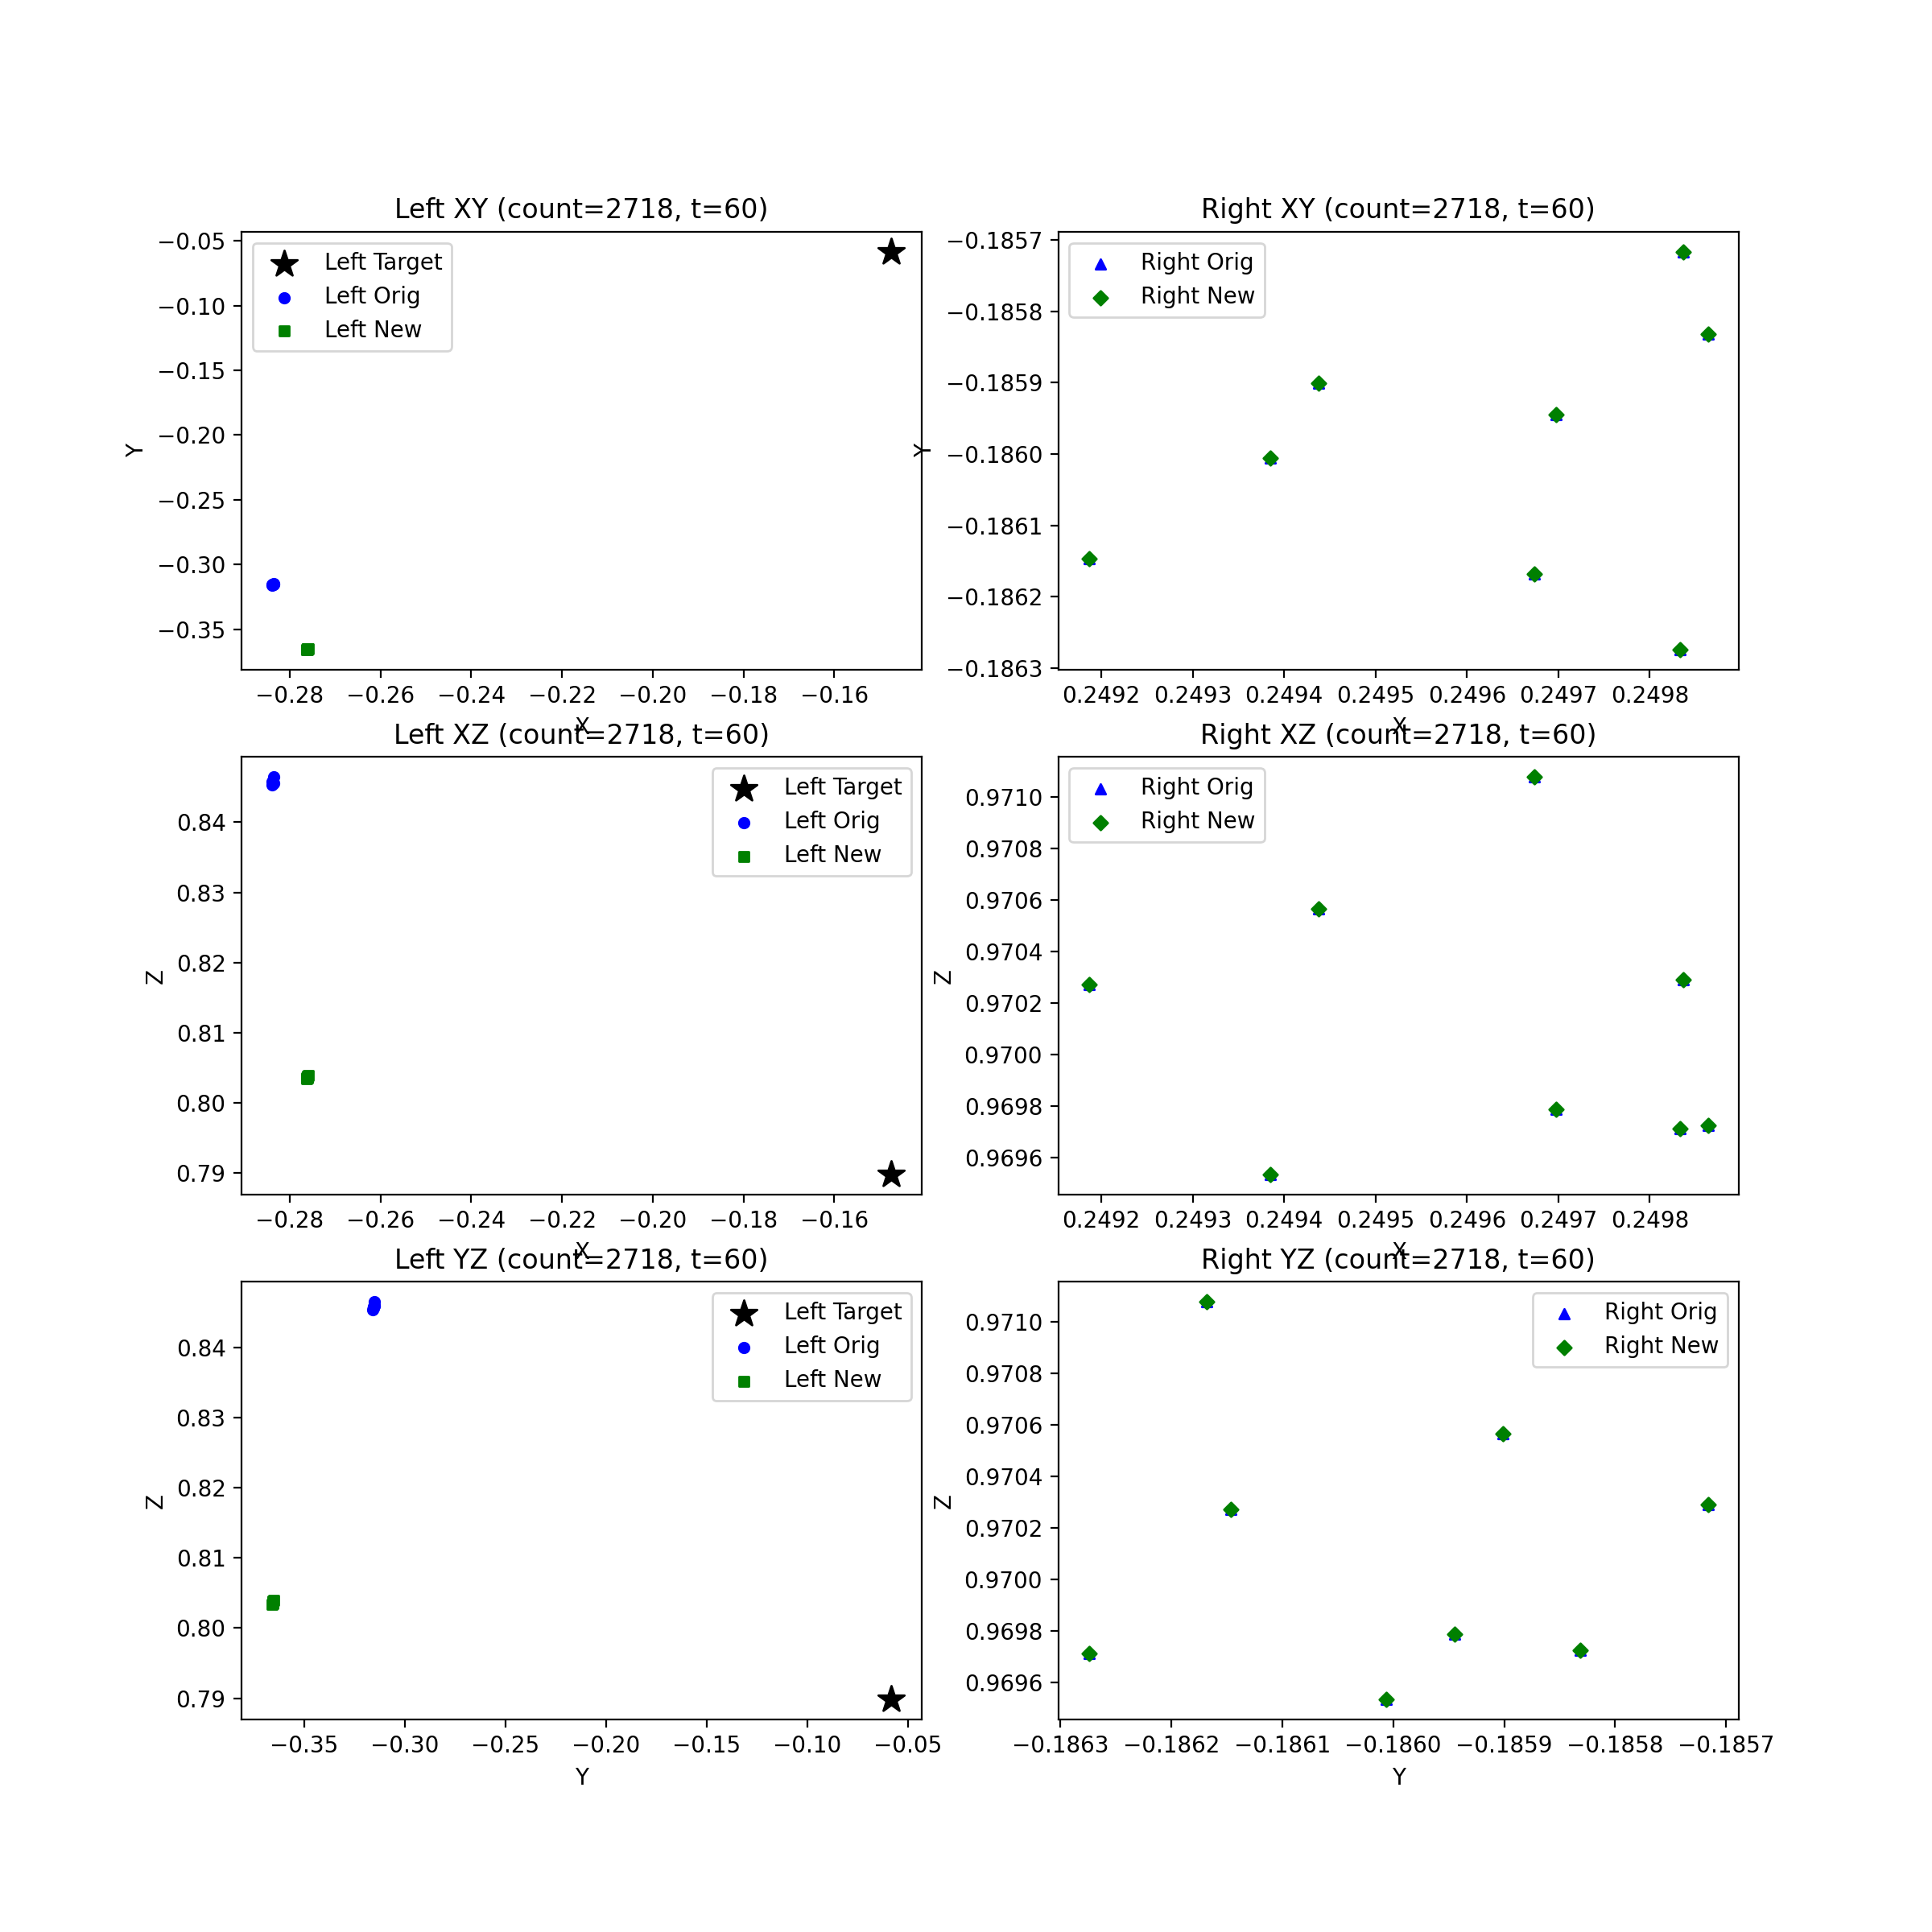 Left XY (count=2718, t=60)
Left Target
Left Orig
Left New
−0.05
−0.10
−0.15
−0.20
−0.25
−0.30
−0.35
Y
−0.28 −0.26 −0.24 −0.22 −0.20 −0.18 −0.16
X
Right XY (count=2718, t=60)
Right Orig
Right New
−0.1857
−0.1858
−0.1859
−0.1860
−0.1861
−0.1862
−0.1863
Y
0.2492 0.2493 0.2494 0.2495 0.2496 0.2497 0.2498
X
Left XZ (count=2718, t=60)
Left Target
Left Orig
Left New
0.84
0.83
0.82
0.81
0.80
0.79
Z
−0.28 −0.26 −0.24 −0.22 −0.20 −0.18 −0.16
X
Right XZ (count=2718, t=60)
Right Orig
Right New
0.9710
0.9708
0.9706
0.9704
0.9702
0.9700
0.9698
0.9696
Z
0.2492 0.2493 0.2494 0.2495 0.2496 0.2497 0.2498
X
Left YZ (count=2718, t=60)
Left Target
Left Orig
Left New
0.84
0.83
0.82
0.81
0.80
0.79
Z
−0.35 −0.30 −0.25 −0.20 −0.15 −0.10 −0.05
Y
Right YZ (count=2718, t=60)
Right Orig
Right New
0.9710
0.9708
0.9706
0.9704
0.9702
0.9700
0.9698
0.9696
Z
−0.1863 −0.1862 −0.1861 −0.1860 −0.1859 −0.1858 −0.1857
Y